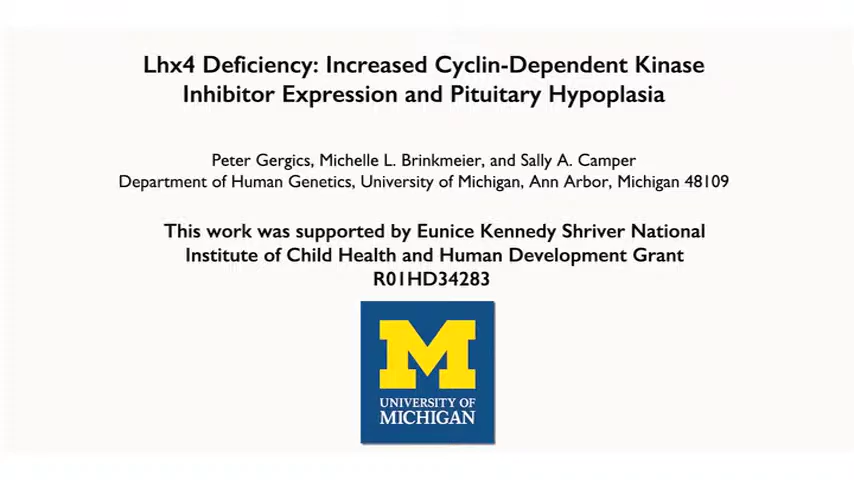 Lhx4 Deficiency: Increased Cyclin-Dependent Kinase
Inhibitor Expression and Pituitary Hypoplasia
Peter Gergics, Michelle L. Brinkmeier, and Sally A. Camper
Department of Human Genetics, University of Michigan, Ann Arbor, Michigan 48109
This work was supported by Eunice Kennedy Shriver National
Institute of Child Health and Human Development Grant
R01HD34283
M
UNIVERSITY OF
MICHIGAN